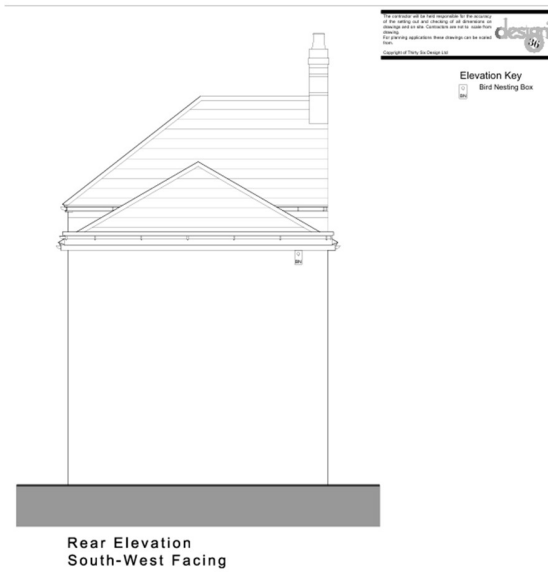 The contractor will be held responsible for the accuracy
of the setting out and checking of all dimensions on
drawings and on site. Contractors are not to scale from
drawing.
For planning applications these drawings can be scaled
from.
Copyright of Thirty Six Design Ltd
design
36
Elevation Key
BN
Bird Nesting Box
BN
Rear Elevation
South-West Facing